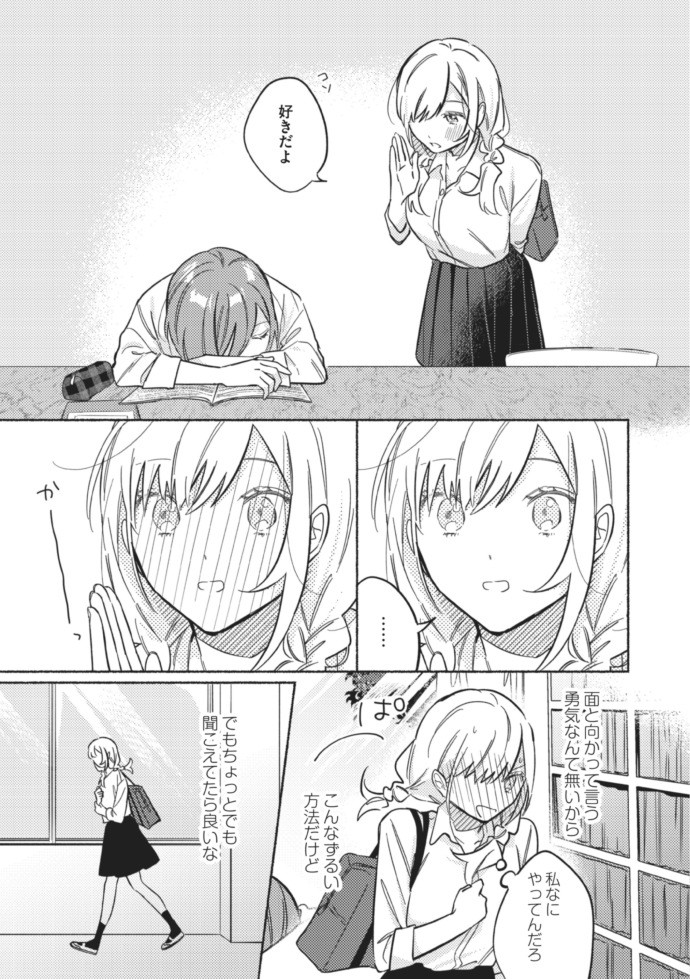 コソ
好きだよ
……
かーっ
面と向かって言う
勇気なんて無いから
ぱっ
私なに
やってんだろ
こんなずるい
方法だけど
でもちょっとでも
聞こえてたら良いな